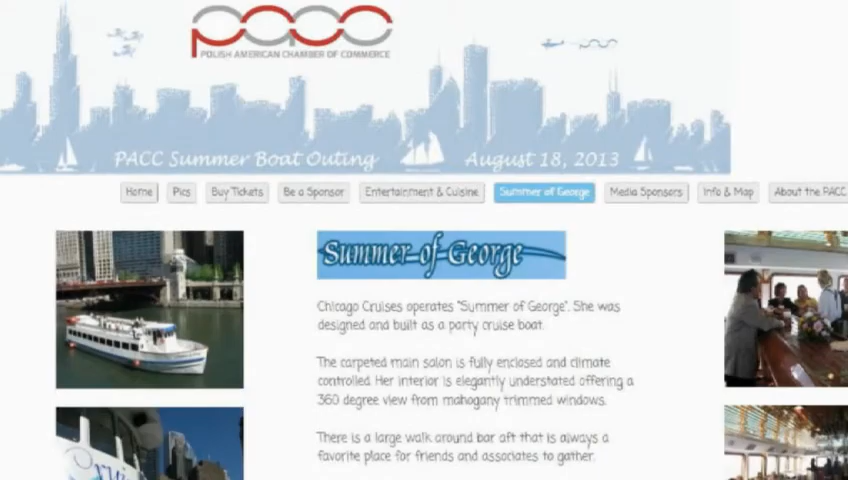 pacc
POLISH AMERICAN CHAMBER OF COMMERCE
PACC Summer Boat Outing
August 18, 2013
Home
Pics
Buy Tickets
Be a Sponsor
Entertainment & Cuisine
Summer of George
Media Sponsors
Info & Map
About the PACC
Summer of George
Chicago Cruises operates "Summer of George". She was
designed and built as a party cruise boat.
The carpeted main salon is fully enclosed and climate
controlled. Her interior is elegantly understated offering a
360 degree view from mahogany trimmed windows.
There is a large walk around bar aft that is always a
favorite place for friends and associates to gather.